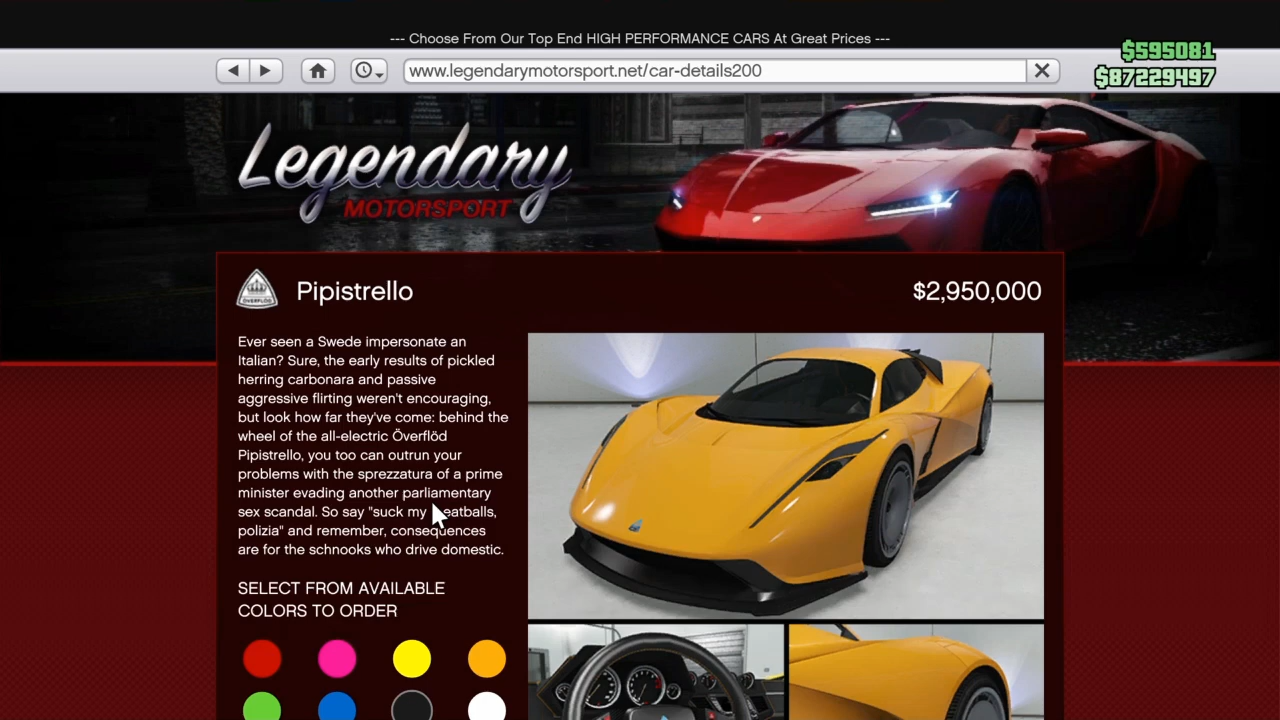 --- Choose From Our Top End HIGH PERFORMANCE CARS At Great Prices ---
$595081
www.legendarymotorsport.net/car-details200
$87229497
Legendary
MOTORSPORT
ÖVERFLÖD
Pipistrello
$2,950,000
Ever seen a Swede impersonate an
Italian? Sure, the early results of pickled
herring carbonara and passive
aggressive flirting weren't encouraging,
but look how far they've come: behind the
wheel of the all-electric Överflöd
Pipistrello, you too can outrun your
problems with the sprezzatura of a prime
minister evading another parliamentary
sex scandal. So say "suck my eatballs,
polizia" and remember, consequences
are for the schnooks who drive domestic.
SELECT FROM AVAILABLE
COLORS TO ORDER